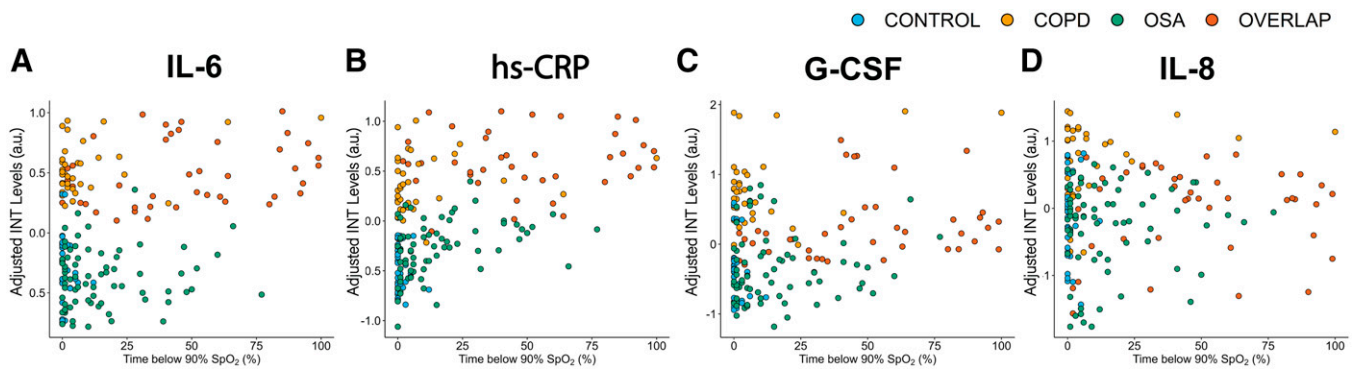 CONTROL COPD OSA OVERLAP
A IL-6
B hs-CRP
C G-CSF
D IL-8
Adjusted INT Levels (a.u.)
1.0
0.5
0.0
0.5
0 25 50 75 100
Time below 90% SpO₂ (%)
Adjusted INT Levels (a.u.)
1.0
0.5
0.0
-0.5
-1.0
0 25 50 75 100
Time below 90% SpO₂ (%)
Adjusted INT Levels (a.u.)
2
1
0
-1
0 25 50 75 100
Time below 90% SpO₂ (%)
Adjusted INT Levels (a.u.)
1
0
1
0 25 50 75 100
Time below 90% SpO₂ (%)